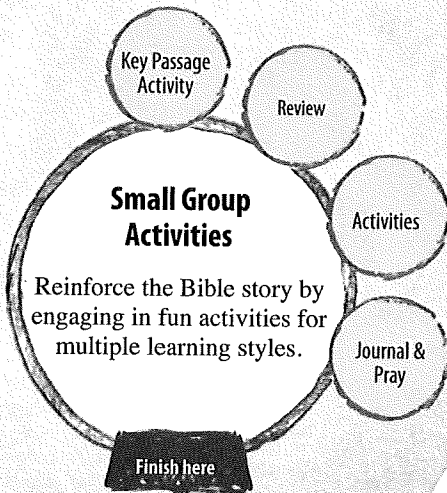 Key Passage
Activity
Review
Small Group
Activities
Activities
Reinforce the Bible story by
engaging in fun activities for
multiple learning styles.
Journal &
Pray
Finish here